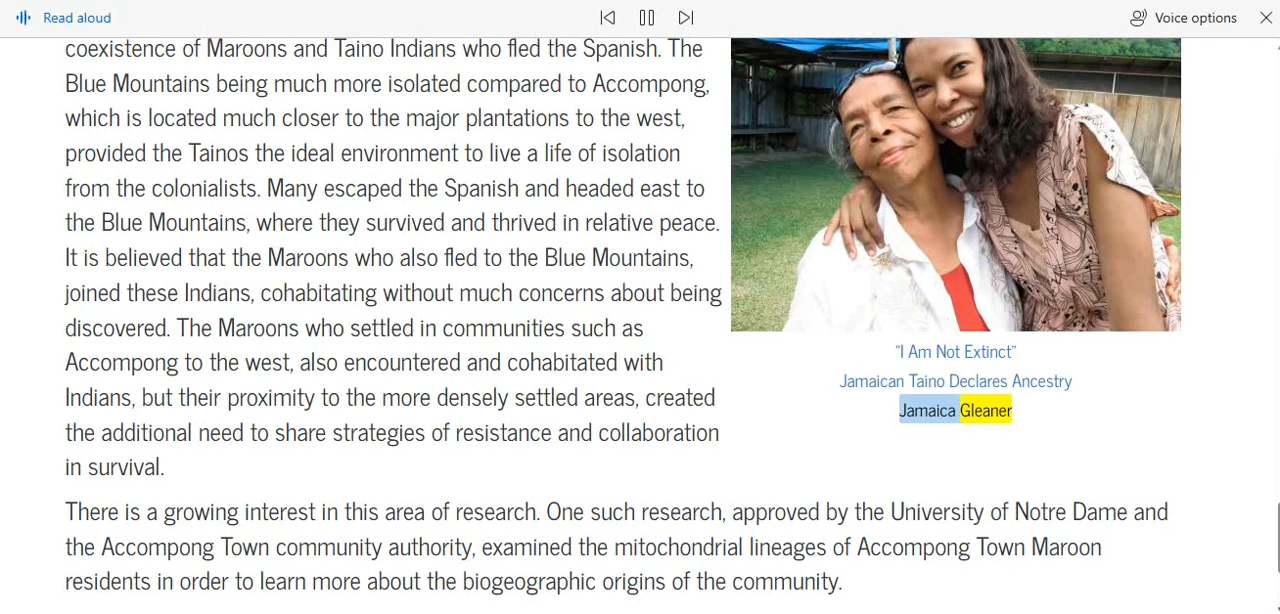 Read aloud
Voice options
coexistence of Maroons and Taino Indians who fled the Spanish. The
Blue Mountains being much more isolated compared to Accompong,
which is located much closer to the major plantations to the west,
provided the Tainos the ideal environment to live a life of isolation
from the colonialists. Many escaped the Spanish and headed east to
the Blue Mountains, where they survived and thrived in relative peace.
It is believed that the Maroons who also fled to the Blue Mountains,
joined these Indians, cohabitating without much concerns about being
discovered. The Maroons who settled in communities such as
Accompong to the west, also encountered and cohabitated with
Indians, but their proximity to the more densely settled areas, created
the additional need to share strategies of resistance and collaboration
in survival.
"I Am Not Extinct"
Jamaican Taino Declares Ancestry
Jamaica Gleaner
There is a growing interest in this area of research. One such research, approved by the University of Notre Dame and
the Accompong Town community authority, examined the mitochondrial lineages of Accompong Town Maroon
residents in order to learn more about the biogeographic origins of the community.